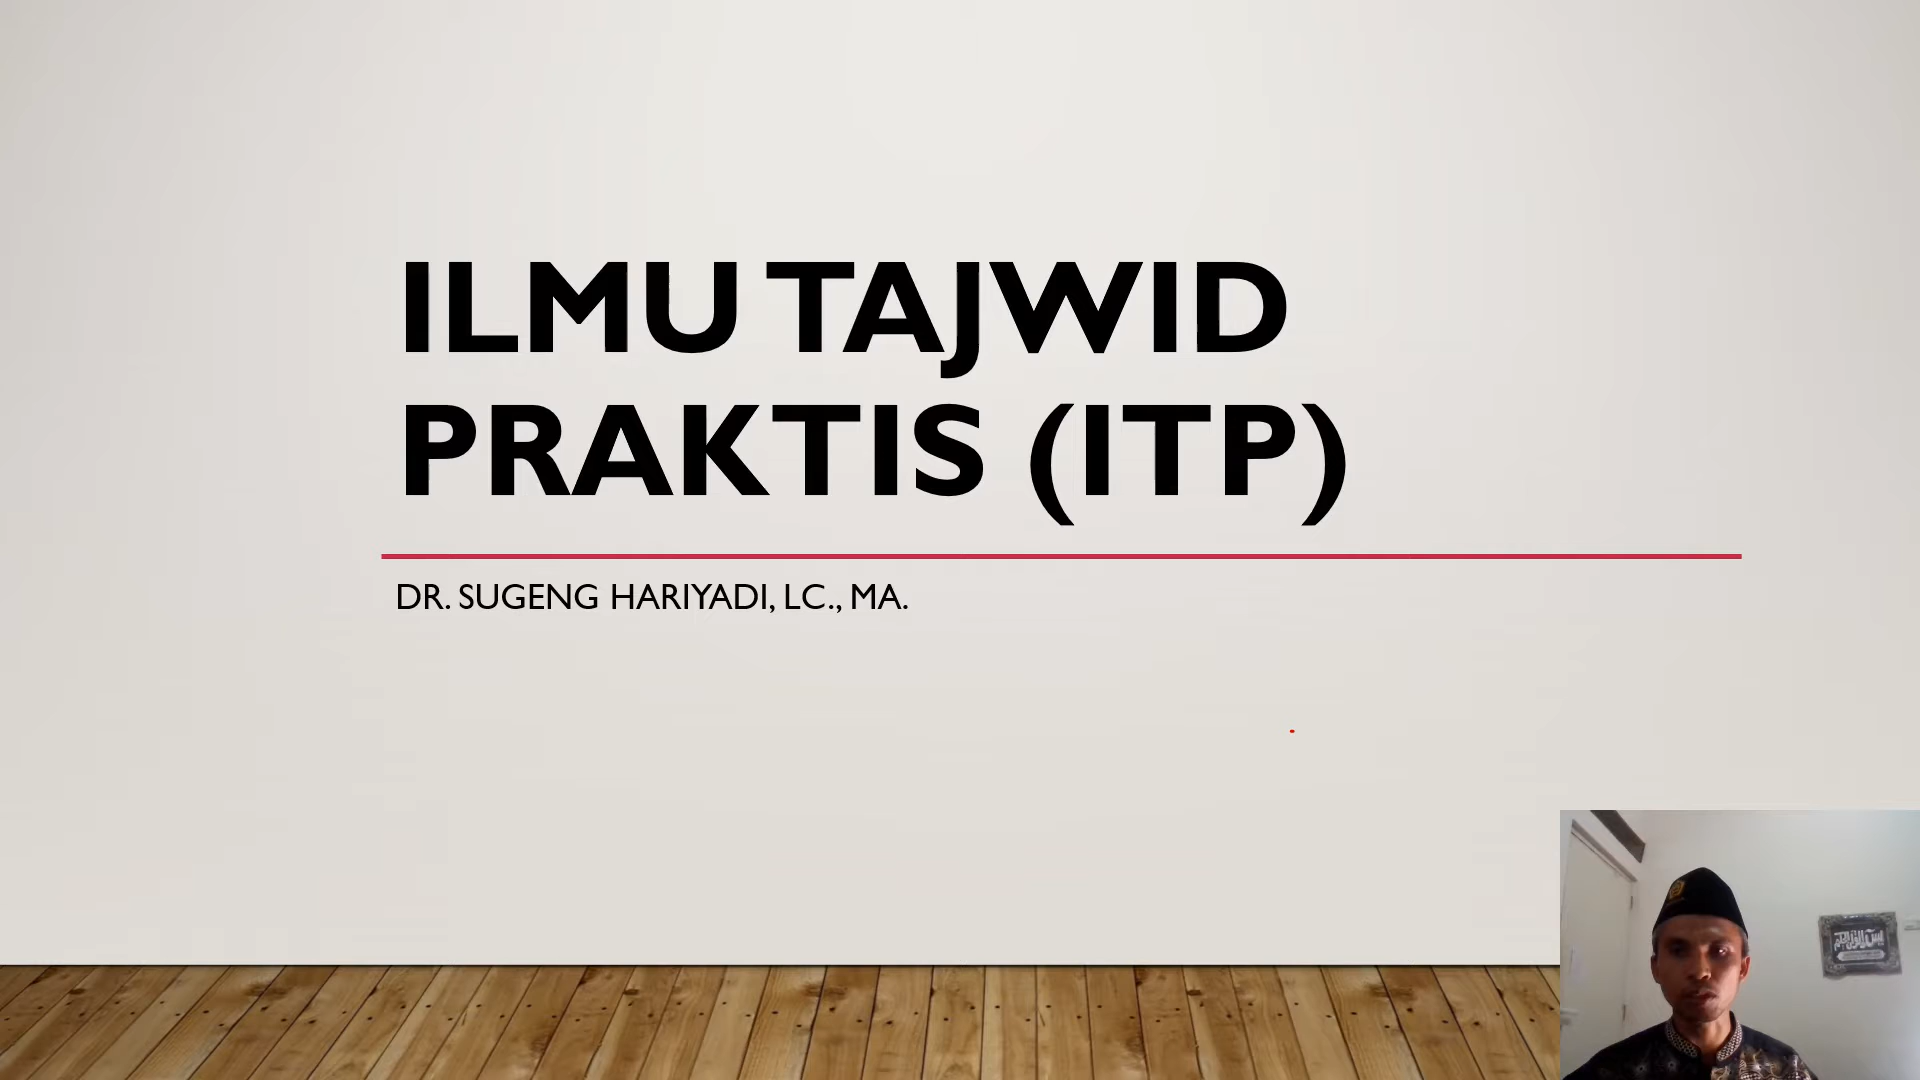 ILMU TAJWID
PRAKTIS (ITP)
DR. SUGENG HARIYADI, LC., MA.